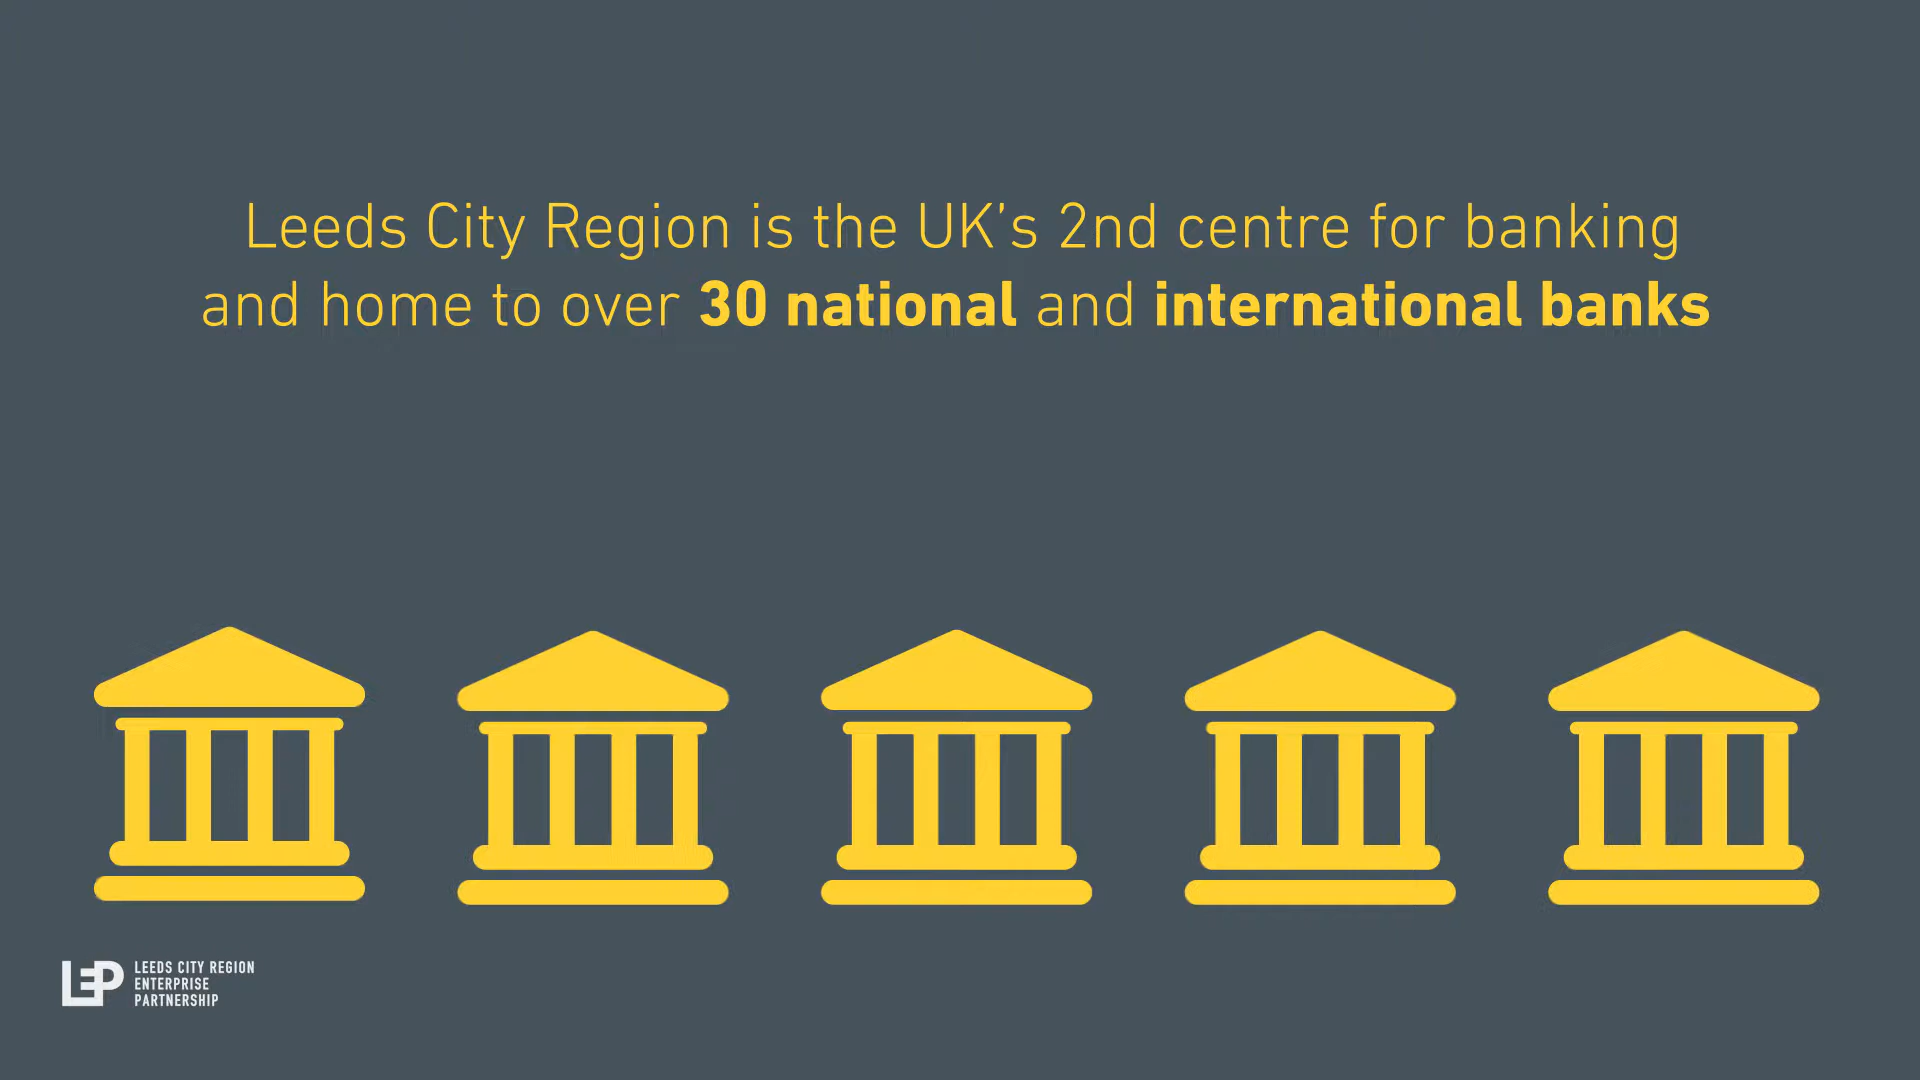 Leeds City Region is the UK’s 2nd centre for banking
and home to over 30 national and international banks
LEP
LEEDS CITY REGION
ENTERPRISE
PARTNERSHIP